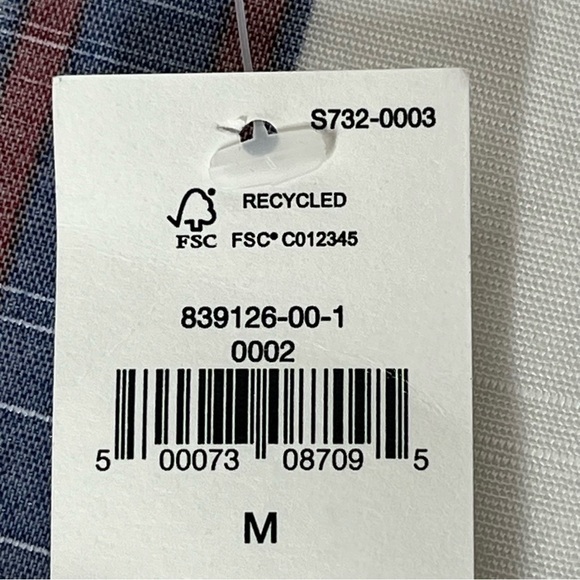 S732-0003
RECYCLED
FSC FSC® C012345
839126-00-1
0002
5 00073 08709 5
M